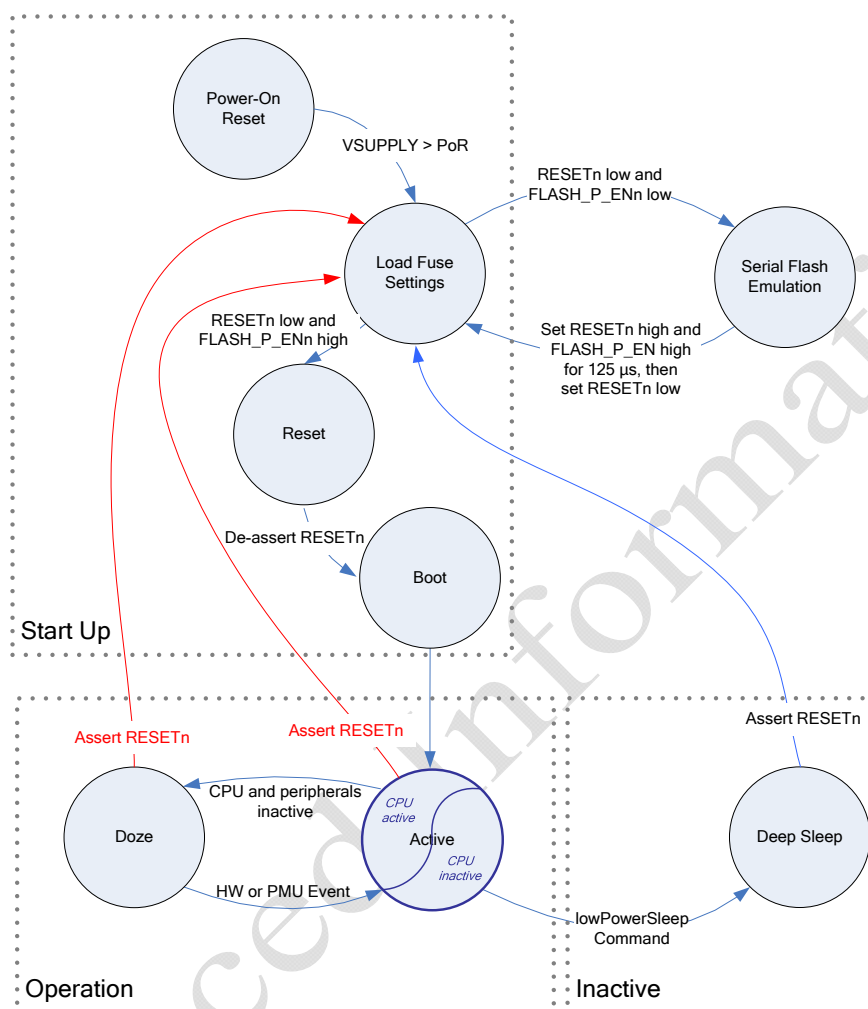 Power-On
Reset
VSUPPLY > PoR
RESETn low and
FLASH_P_ENn low
Load Fuse
Settings
Serial Flash
Emulation
RESETn low and
FLASH_P_ENn high
Set RESETn high and
FLASH_P_EN high
for 125 µs, then
set RESETn low
Reset
De-assert RESETn
Boot
Start Up
Assert RESETn
Assert RESETn
Assert RESETn
CPU and peripherals
inactive
CPU
active
Doze
Active
CPU
inactive
Deep Sleep
HW or PMU Event
lowPowerSleep
Command
Operation
Inactive
ced Informati